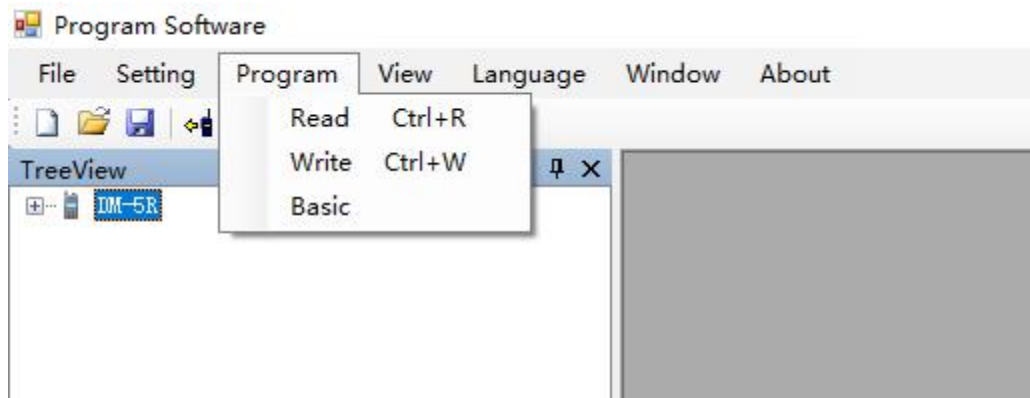 Program Software
File Setting Program View Language Window About
Read Ctrl+R
Write Ctrl+W
Basic
TreeView
DM-5R